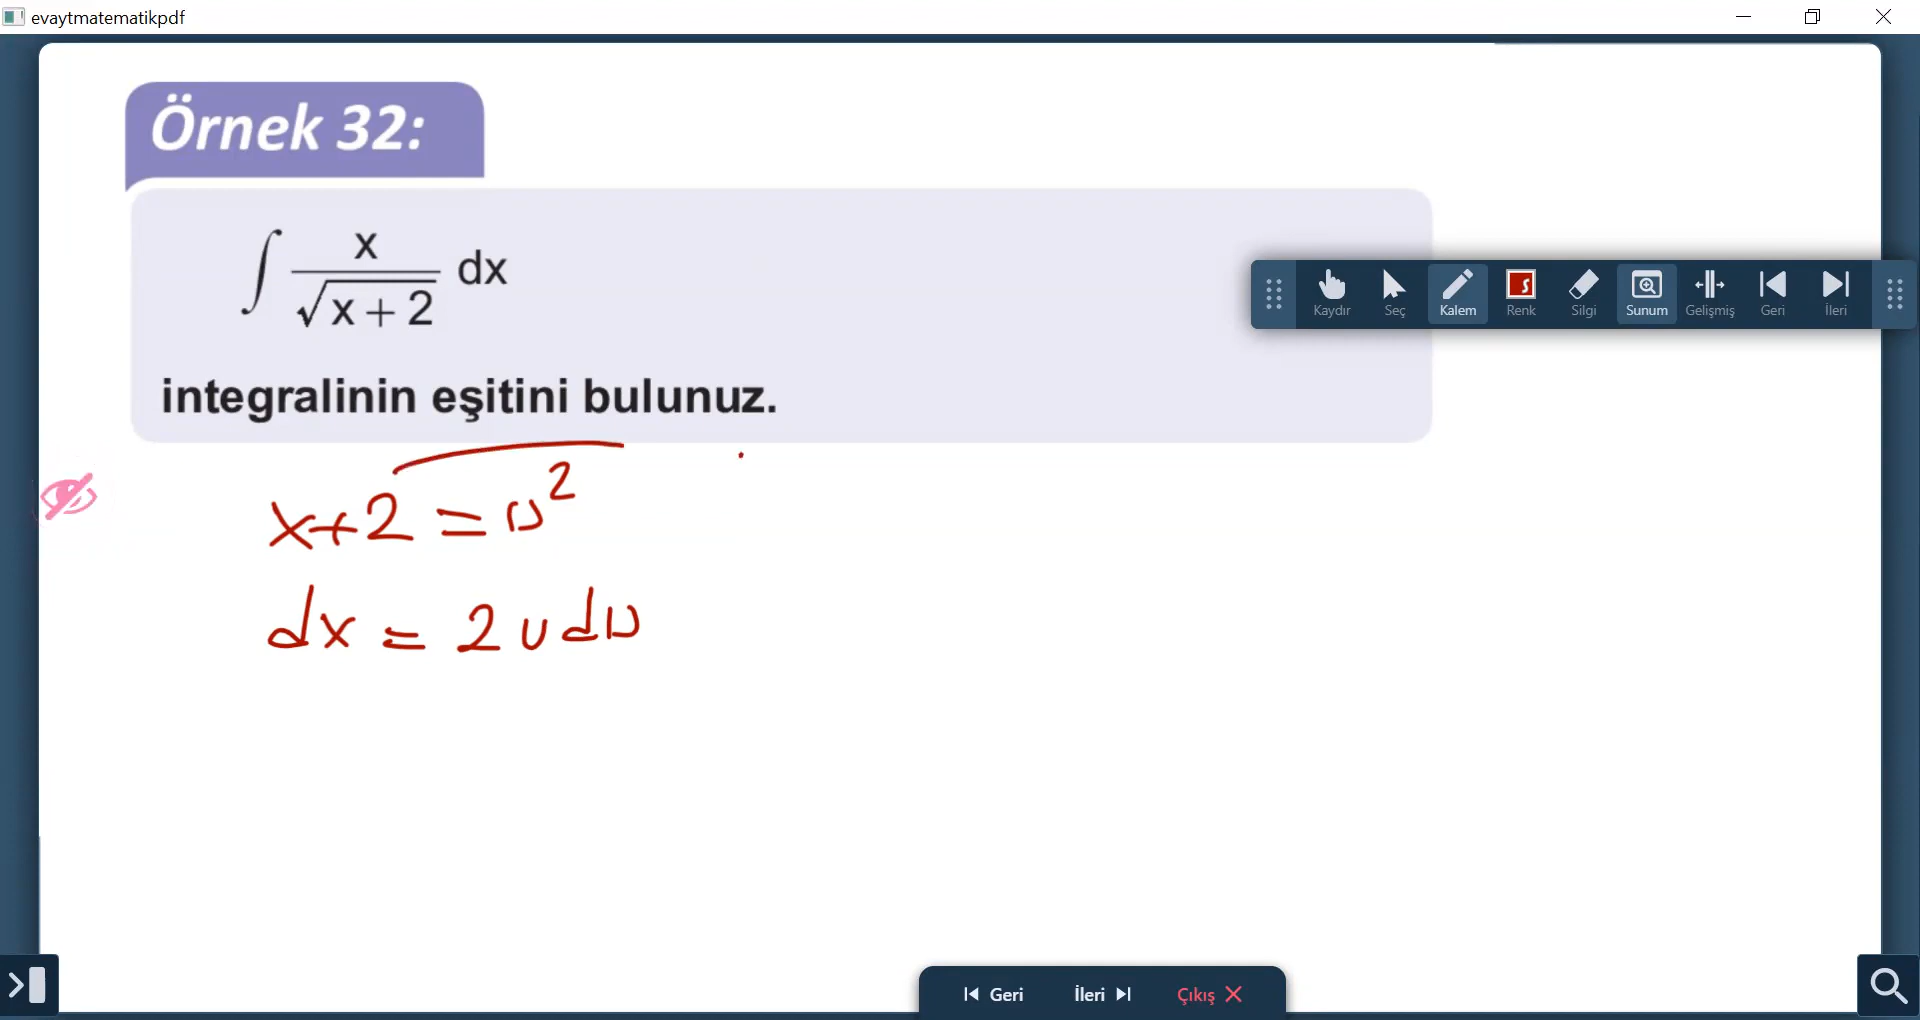 evaytmatematikpdf
Örnek 32:
∫ x / √(x + 2) dx
integralinin eşitini bulunuz.
Kaydır Seç Kalem Renk Silgi Sunum Gelişmiş Geri İleri
x+2 = u²
dx = 2udu
Geri İleri Çıkış